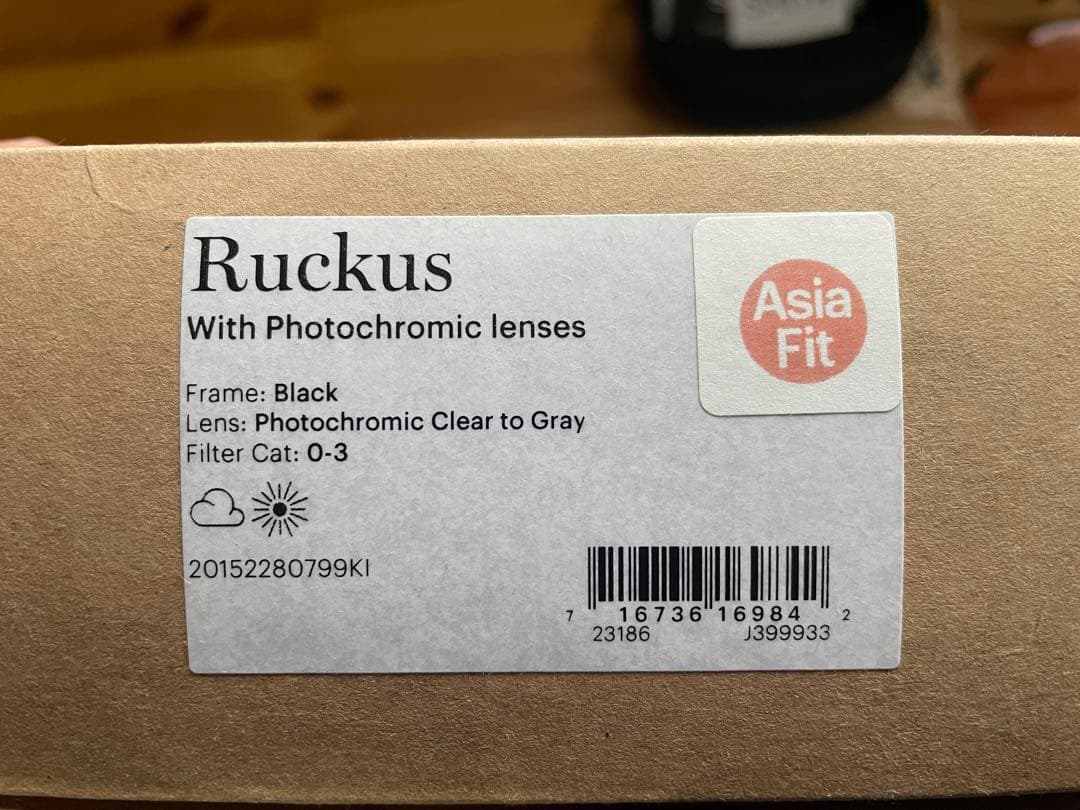 Ruckus
With Photochromic lenses
Asia
Fit
Frame: Black
Lens: Photochromic Clear to Gray
Filter Cat: 0-3
20152280799KI
7 16736 16984 2
23186 J399933